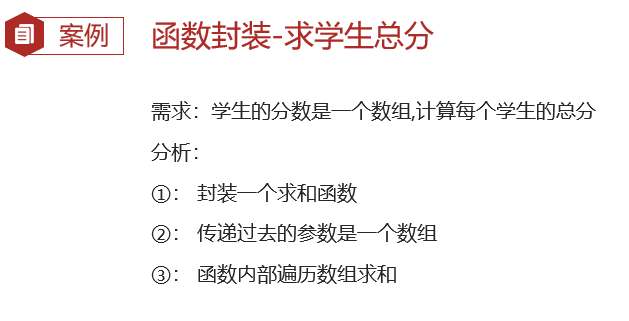 案例
函数封装-求学生总分
需求：学生的分数是一个数组,计算每个学生的总分
分析：
①： 封装一个求和函数
②： 传递过去的参数是一个数组
③： 函数内部遍历数组求和